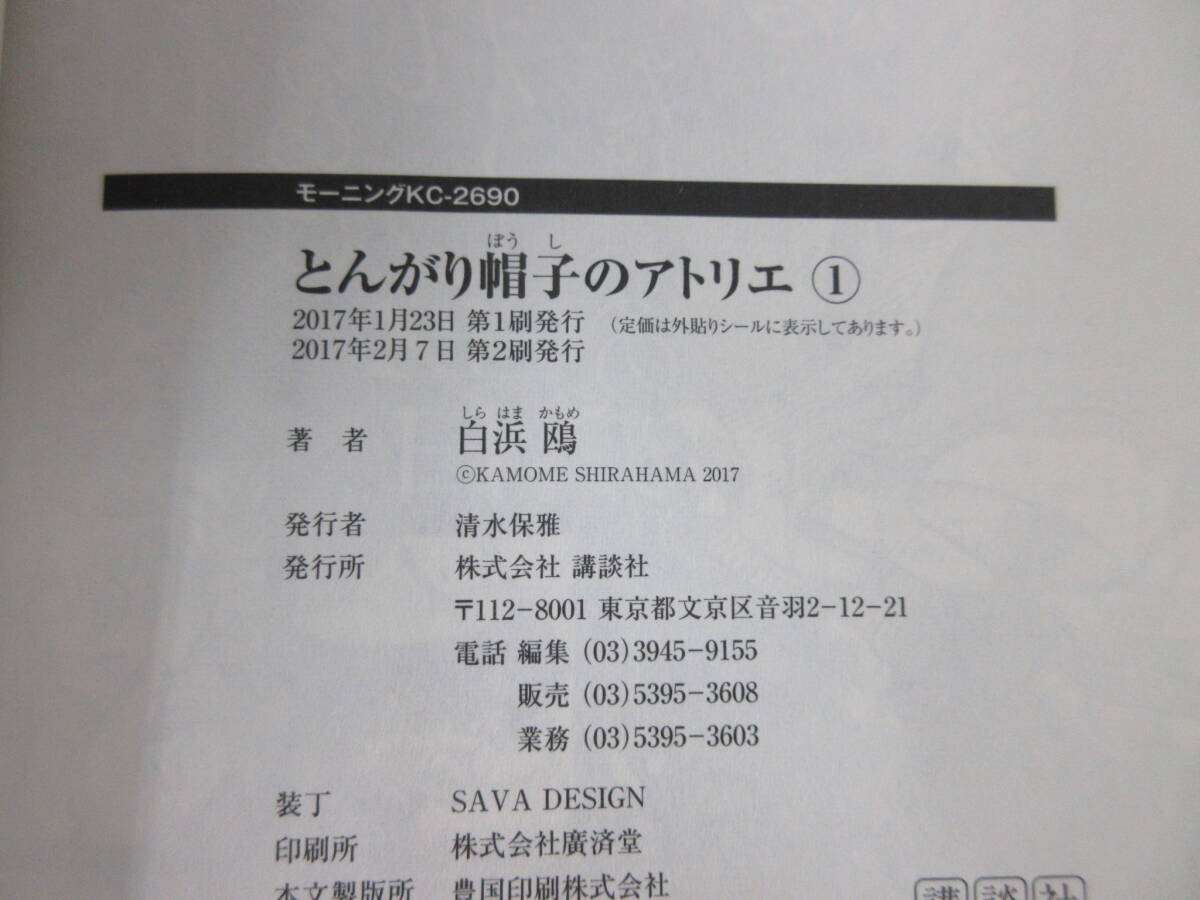 モーニングKC-2690
ぼう し
とんがり帽子のアトリエ ①
2017年1月23日 第1刷発行 (定価は外貼りシールに表示してあります。)
2017年2月7日 第2刷発行
しら はま かもめ
著 者 白浜 鷗
©KAMOME SHIRAHAMA 2017
発行者 清水保雅
発行所 株式会社 講談社
〒112-8001 東京都文京区音羽2-12-21
電話 編集 (03)3945-9155
販売 (03)5395-3608
業務 (03)5395-3603
装丁 SAVA DESIGN
印刷所 株式会社廣済堂
本文製版所 豊国印刷株式会社
講談社